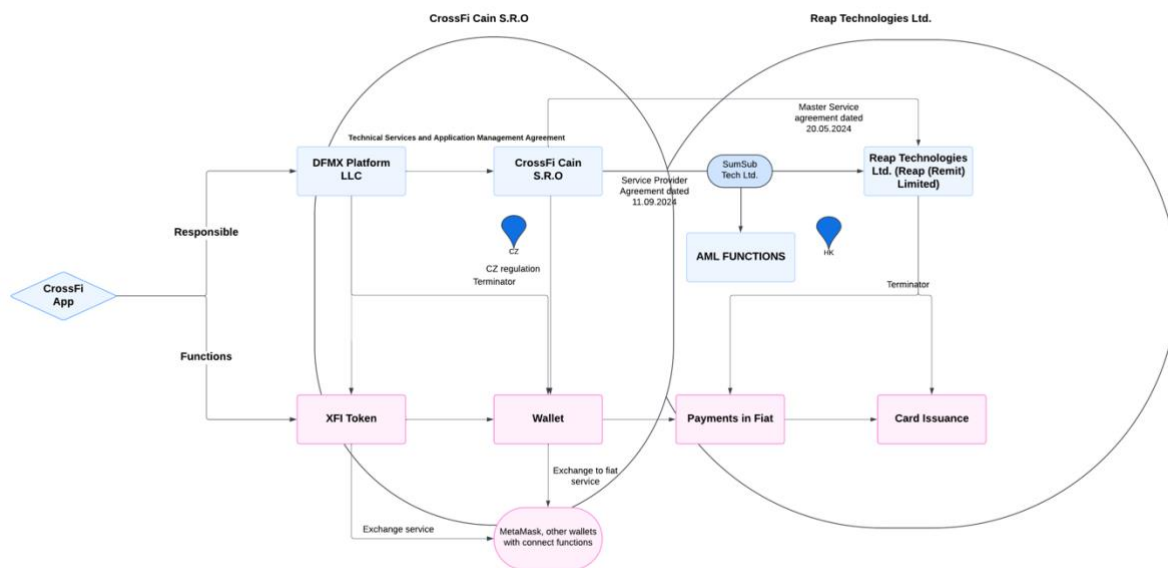 CrossFi Cain S.R.O
Reap Technologies Ltd.
Master Service
agreement dated
20.05.2024
Technical Services and Application Management Agreement
DFMX Platform
LLC
CrossFi Cain
S.R.O
SumSub
Tech Ltd.
Reap Technologies
Ltd. (Reap (Remit)
Limited)
Service Provider
Agreement dated
11.09.2024
Responsible
CZ
AML FUNCTIONS
HK
CZ regulation
Terminator
Terminator
CrossFi
App
Functions
XFI Token
Wallet
Payments in Fiat
Card Issuance
Exchange to fiat
service
Exchange service
MetaMask, other wallets
with connect functions